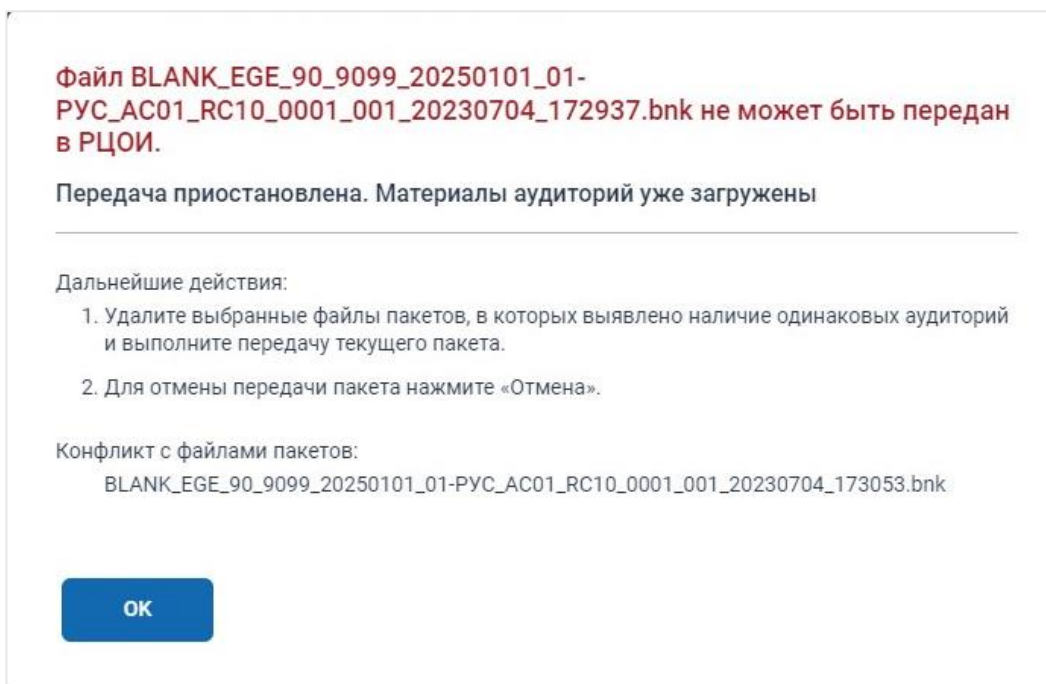 Файл BLANK_EGE_90_9099_20250101_01-
РУС_AC01_RC10_0001_001_20230704_172937.bnk не может быть передан
в РЦОИ.
Передача приостановлена. Материалы аудиторий уже загружены
Дальнейшие действия:
1. Удалите выбранные файлы пакетов, в которых выявлено наличие одинаковых аудиторий
и выполните передачу текущего пакета.
2. Для отмены передачи пакета нажмите «Отмена».
Конфликт с файлами пакетов:
BLANK_EGE_90_9099_20250101_01-РУС_AC01_RC10_0001_001_20230704_173053.bnk
ОК